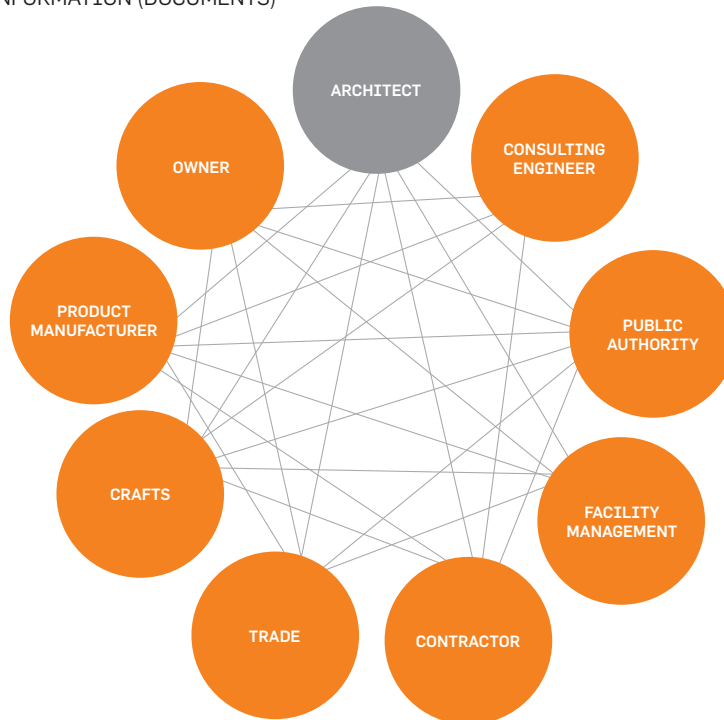 ARCHITECT
CONSULTING
ENGINEER
OWNER
PRODUCT
MANUFACTURER
PUBLIC
AUTHORITY
CRAFTS
FACILITY
MANAGEMENT
TRADE
CONTRACTOR